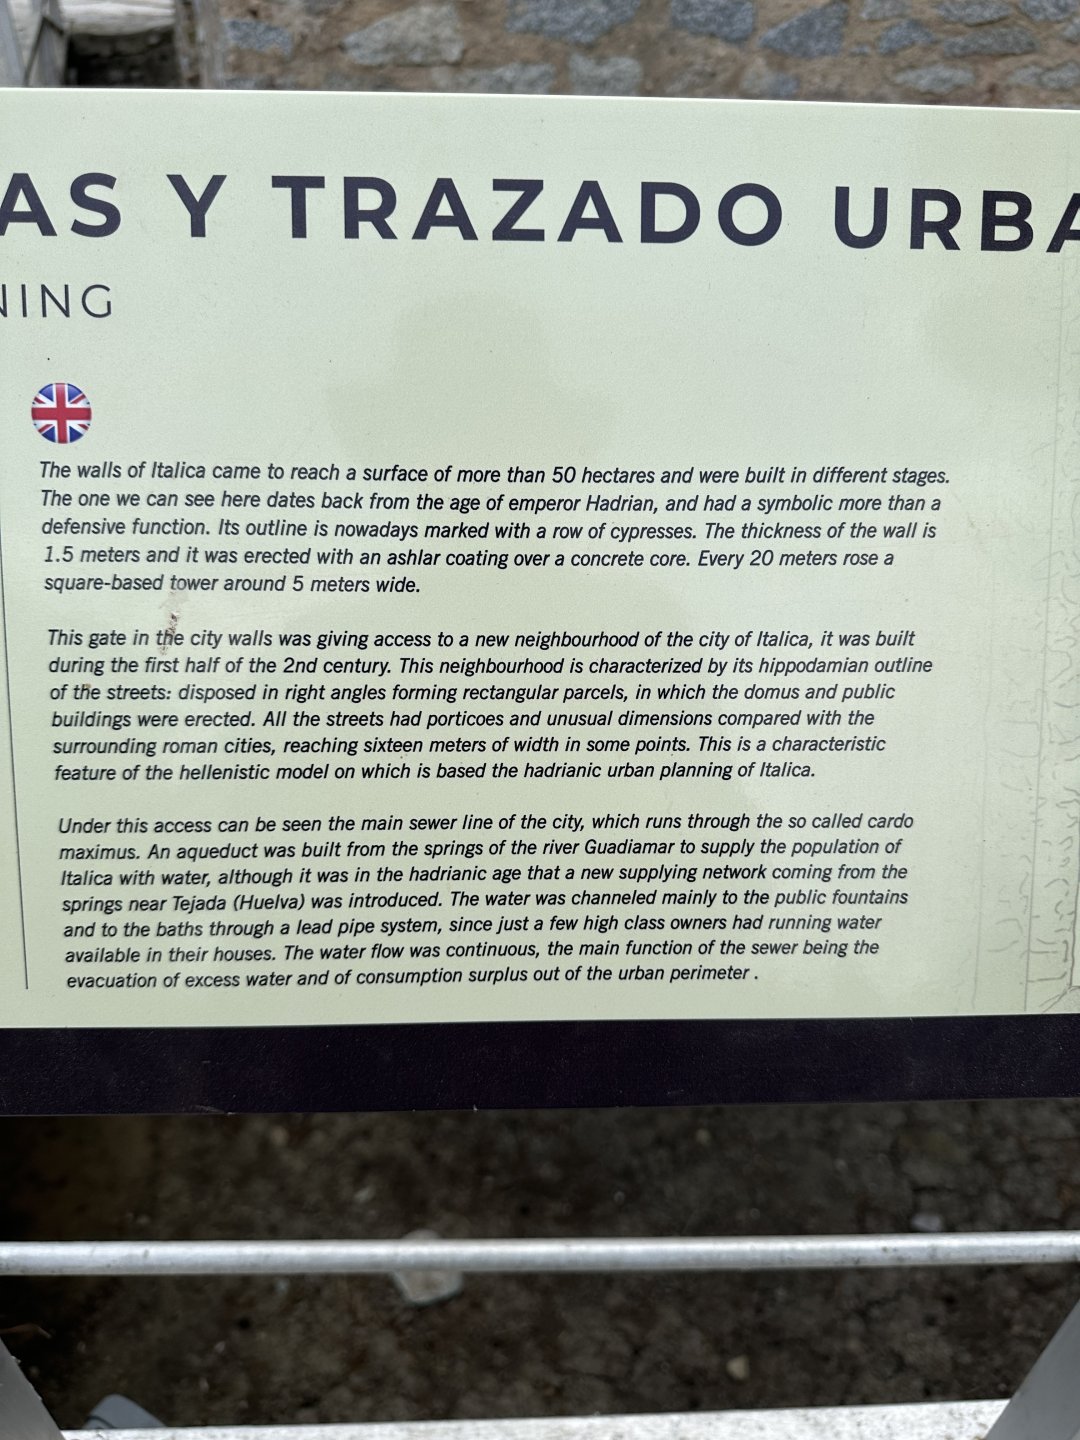 AS Y TRAZADO URBA
NING
The walls of Italica came to reach a surface of more than 50 hectares and were built in different stages.
The one we can see here dates back from the age of emperor Hadrian, and had a symbolic more than a
defensive function. Its outline is nowadays marked with a row of cypresses. The thickness of the wall is
1.5 meters and it was erected with an ashlar coating over a concrete core. Every 20 meters rose a
square-based tower around 5 meters wide.
This gate in the city walls was giving access to a new neighbourhood of the city of Italica, it was built
during the first half of the 2nd century. This neighbourhood is characterized by its hippodamian outline
of the streets: disposed in right angles forming rectangular parcels, in which the domus and public
buildings were erected. All the streets had porticoes and unusual dimensions compared with the
surrounding roman cities, reaching sixteen meters of width in some points. This is a characteristic
feature of the hellenistic model on which is based the hadrianic urban planning of Italica.
Under this access can be seen the main sewer line of the city, which runs through the so called cardo
maximus. An aqueduct was built from the springs of the river Guadiamar to supply the population of
Italica with water, although it was in the hadrianic age that a new supplying network coming from the
springs near Tejada (Huelva) was introduced. The water was channeled mainly to the public fountains
and to the baths through a lead pipe system, since just a few high class owners had running water
available in their houses. The water flow was continuous, the main function of the sewer being the
evacuation of excess water and of consumption surplus out of the urban perimeter .